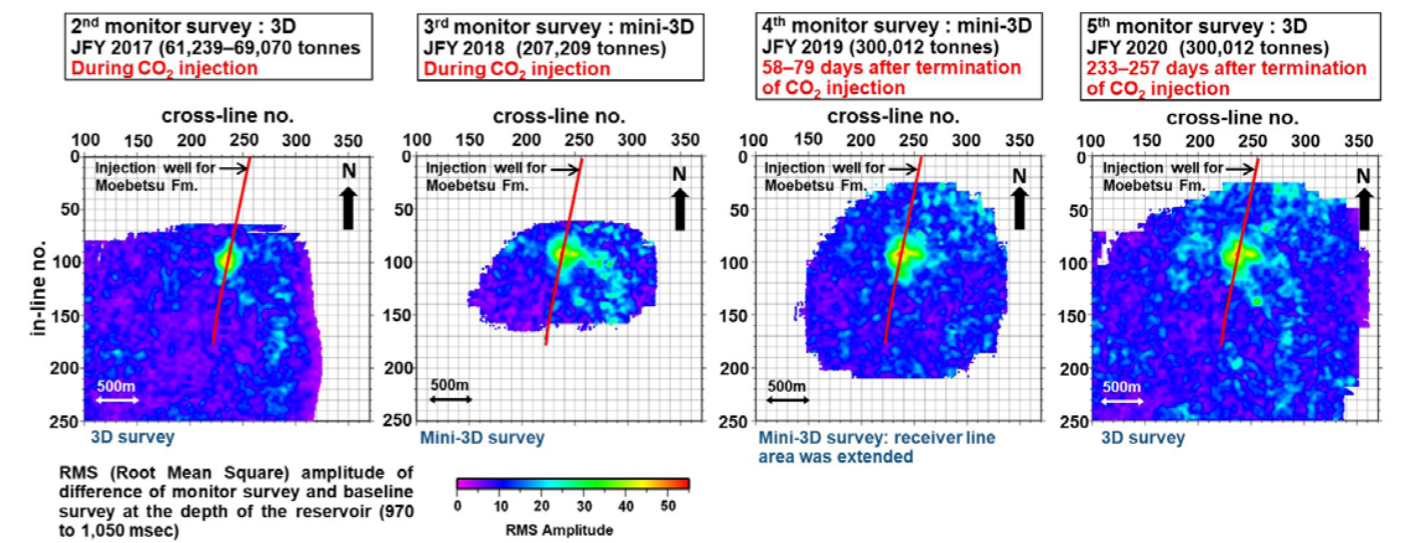 2nd monitor survey : 3D
JFY 2017 (61,239–69,070 tonnes
During CO2 injection
3rd monitor survey : mini-3D
JFY 2018 (207,209 tonnes)
During CO2 injection
4th monitor survey : mini-3D
JFY 2019 (300,012 tonnes)
58–79 days after termination
of CO2 injection
5th monitor survey : 3D
JFY 2020 (300,012 tonnes)
233–257 days after termination
of CO2 injection
cross-line no.
100 150 200 250 300 350
in-line no.
0
50
100
150
200
250
Injection well for
Moebetsu Fm.
N
500m
3D survey
cross-line no.
100 150 200 250 300 350
0
50
100
150
200
250
Injection well for
Moebetsu Fm.
N
500m
Mini-3D survey
cross-line no.
100 150 200 250 300 350
0
50
100
150
200
250
Injection well for
Moebetsu Fm.
N
500m
Mini-3D survey: receiver line
area was extended
cross-line no.
100 150 200 250 300 350
0
50
100
150
200
250
Injection well for
Moebetsu Fm.
N
500m
3D survey
RMS (Root Mean Square) amplitude of
difference of monitor survey and baseline
survey at the depth of the reservoir (970
to 1,050 msec)
0 10 20 30 40 50
RMS Amplitude